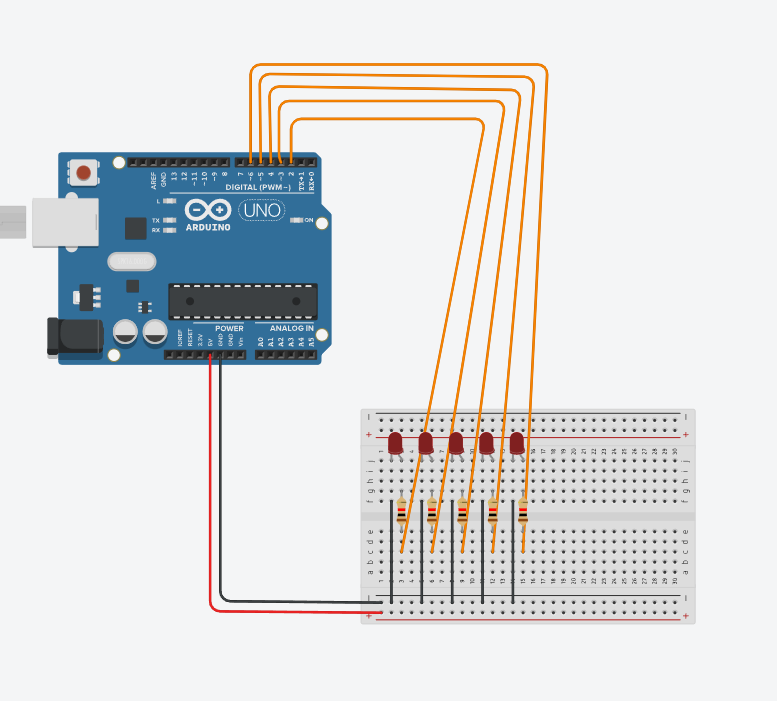 AREF
GND
13
12
~11
~10
~9
8
7
~6
~5
4
~3
2
TX→1
RX←0
DIGITAL (PWM~)
L
TX
RX
ARDUINO
UNO
ON
POWER
ANALOG IN
IOREF
RESET
3.3V
5V
GND
GND
Vin
A0
A1
A2
A3
A4
A5
j
i
h
g
f
e
d
c
b
a
j
i
h
g
f
e
d
c
b
a
1 2 3 4 5 6 7 8 9 10 11 12 13 14 15 16 17 18 19 20 21 22 23 24 25 26 27 28 29 30